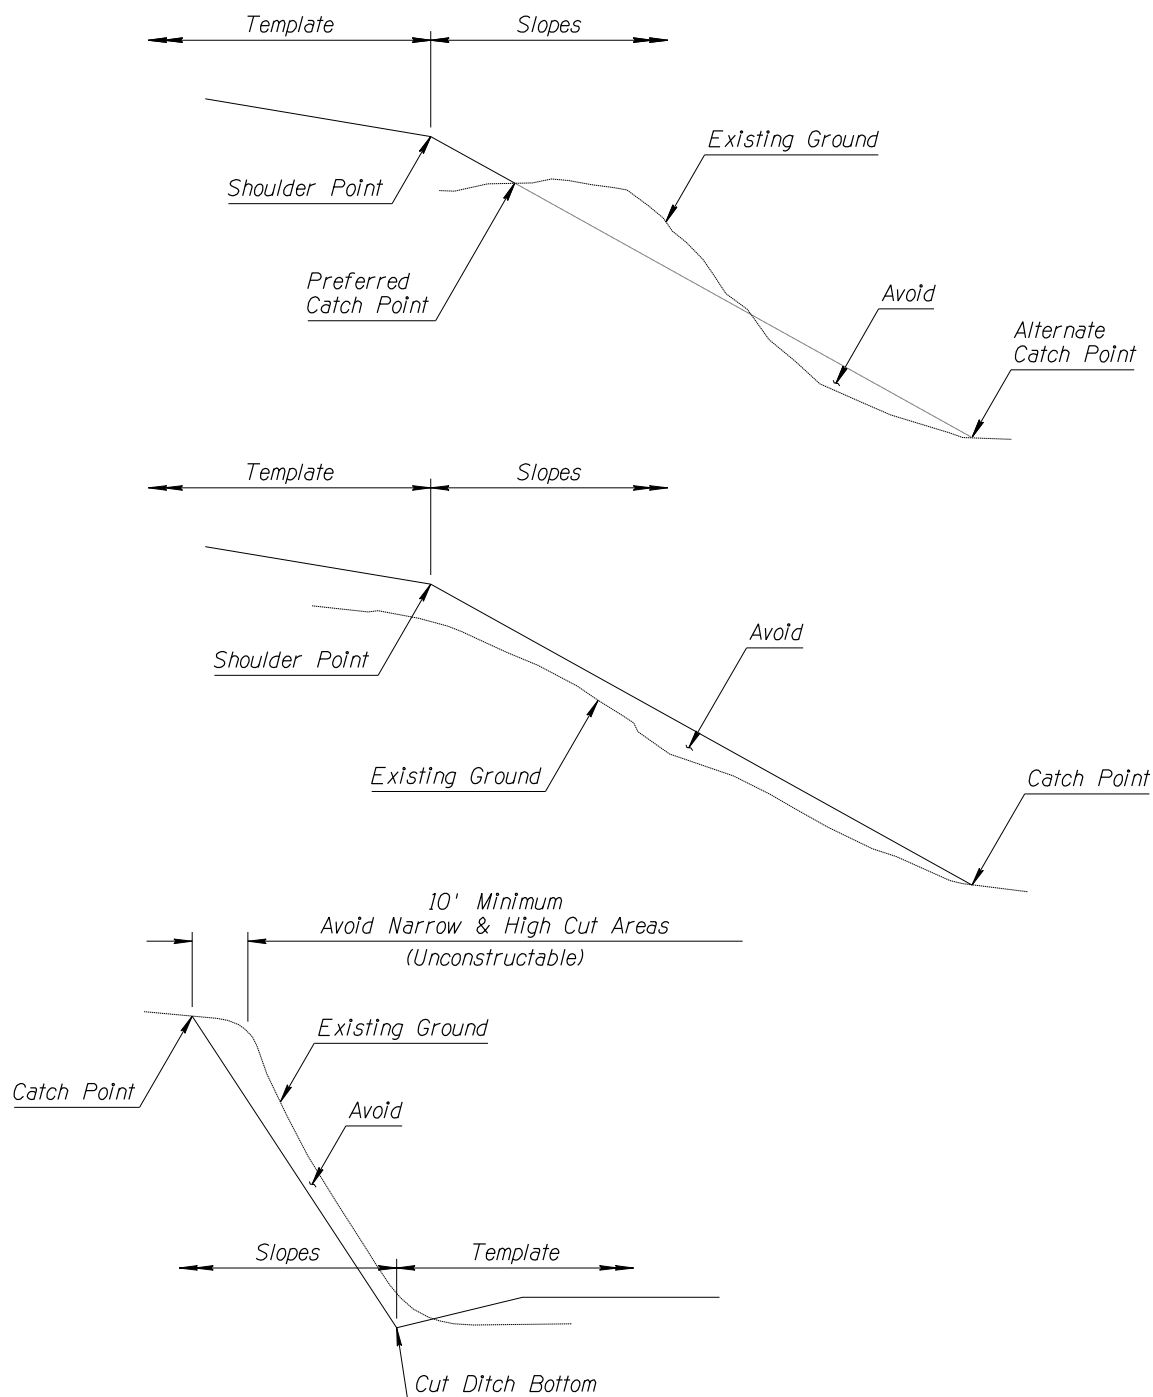 Template
Slopes
Existing Ground
Shoulder Point
Preferred
Catch Point
Avoid
Alternate
Catch Point
Template
Slopes
Avoid
Shoulder Point
Existing Ground
Catch Point
10' Minimum
Avoid Narrow & High Cut Areas
(Unconstructable)
Existing Ground
Catch Point
Avoid
Slopes
Template
Cut Ditch Bottom